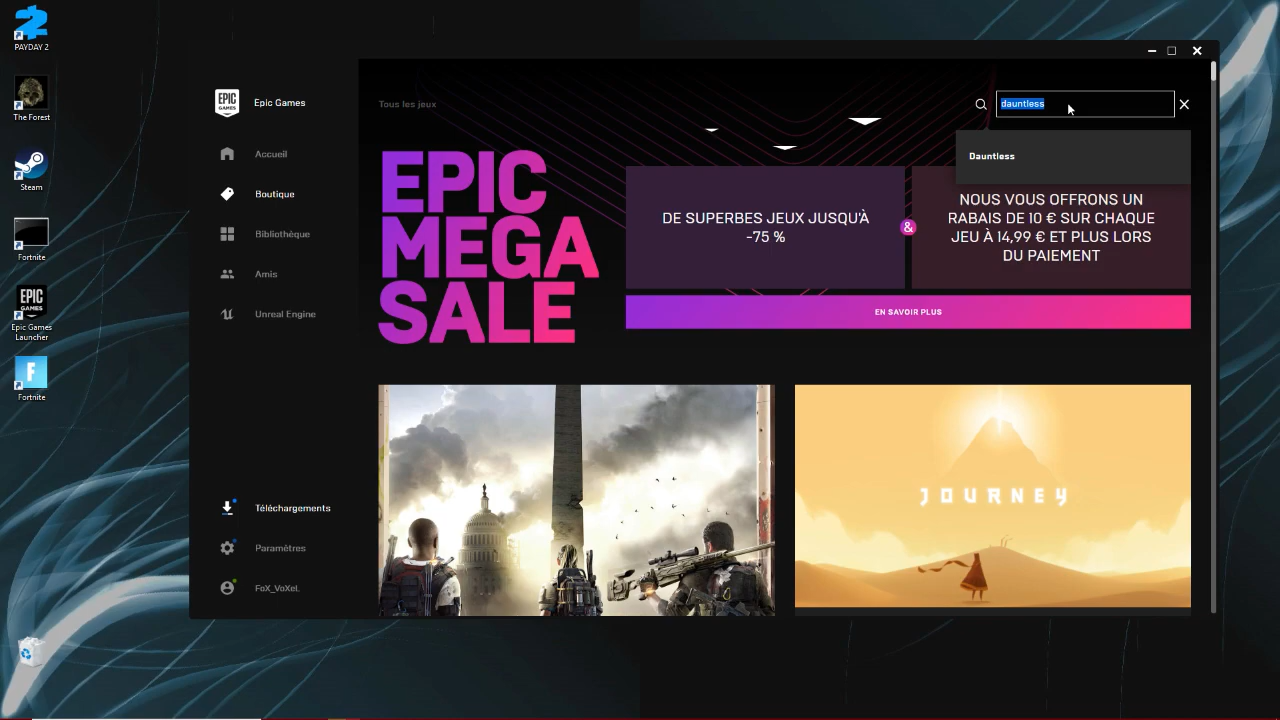 PAYDAY 2
The Forest
Steam
Fortnite
EPIC
GAMES
Epic Games
Launcher
F
Fortnite
EPIC
GAMES
Epic Games
Accueil
Boutique
Bibliothèque
Amis
Unreal Engine
Téléchargements
Paramètres
FoX_VoXeL
Tous les jeux
dauntless
Dauntless
EPIC
MEGA
SALE
DE SUPERBES JEUX JUSQU'À
-75 %
&
NOUS VOUS OFFRONS UN
RABAIS DE 10 € SUR CHAQUE
JEU À 14,99 € ET PLUS LORS
DU PAIEMENT
EN SAVOIR PLUS
JOURNEY